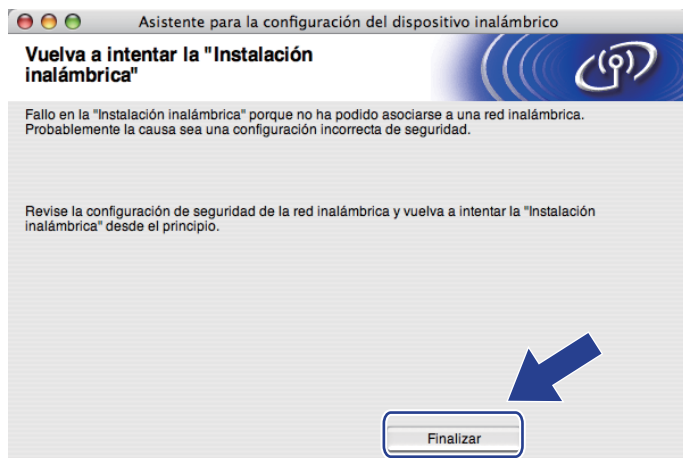 Asistente para la configuración del dispositivo inalámbrico
Vuelva a intentar la "Instalación
inalámbrica"
Fallo en la "Instalación inalámbrica" porque no ha podido asociarse a una red inalámbrica.
Probablemente la causa sea una configuración incorrecta de seguridad.
Revise la configuración de seguridad de la red inalámbrica y vuelva a intentar la "Instalación
inalámbrica" desde el principio.
Finalizar